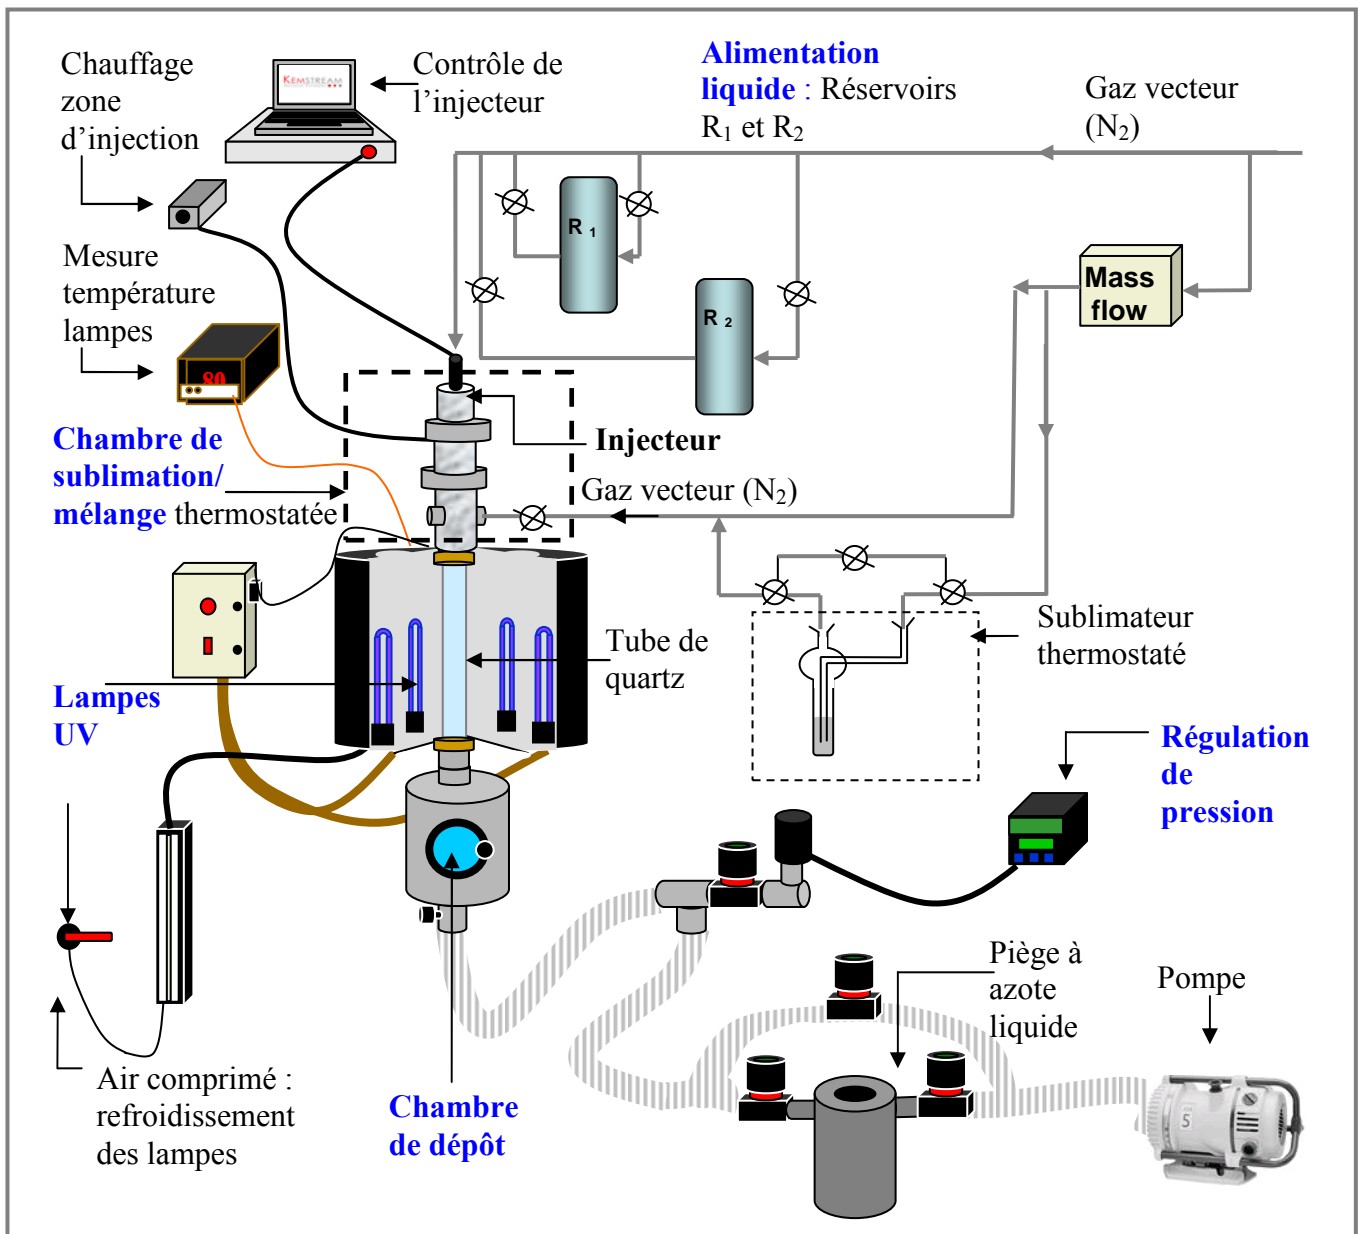 Chauffage
zone
d’injection
KEMSTREAM
Contrôle de
l’injecteur
Alimentation
liquide : Réservoirs
R₁ et R₂
Gaz vecteur
(N₂)
R ₁
R ₂
Mass
flow
Mesure
température
lampes
80
Chambre de
sublimation/
mélange thermostatée
Injecteur
Gaz vecteur (N₂)
Tube de
quartz
Sublimateur
thermostaté
Lampes
UV
Régulation
de
pression
Air comprimé :
refroidissement
des lampes
Chambre
de dépôt
Piège à
azote
liquide
Pompe
5